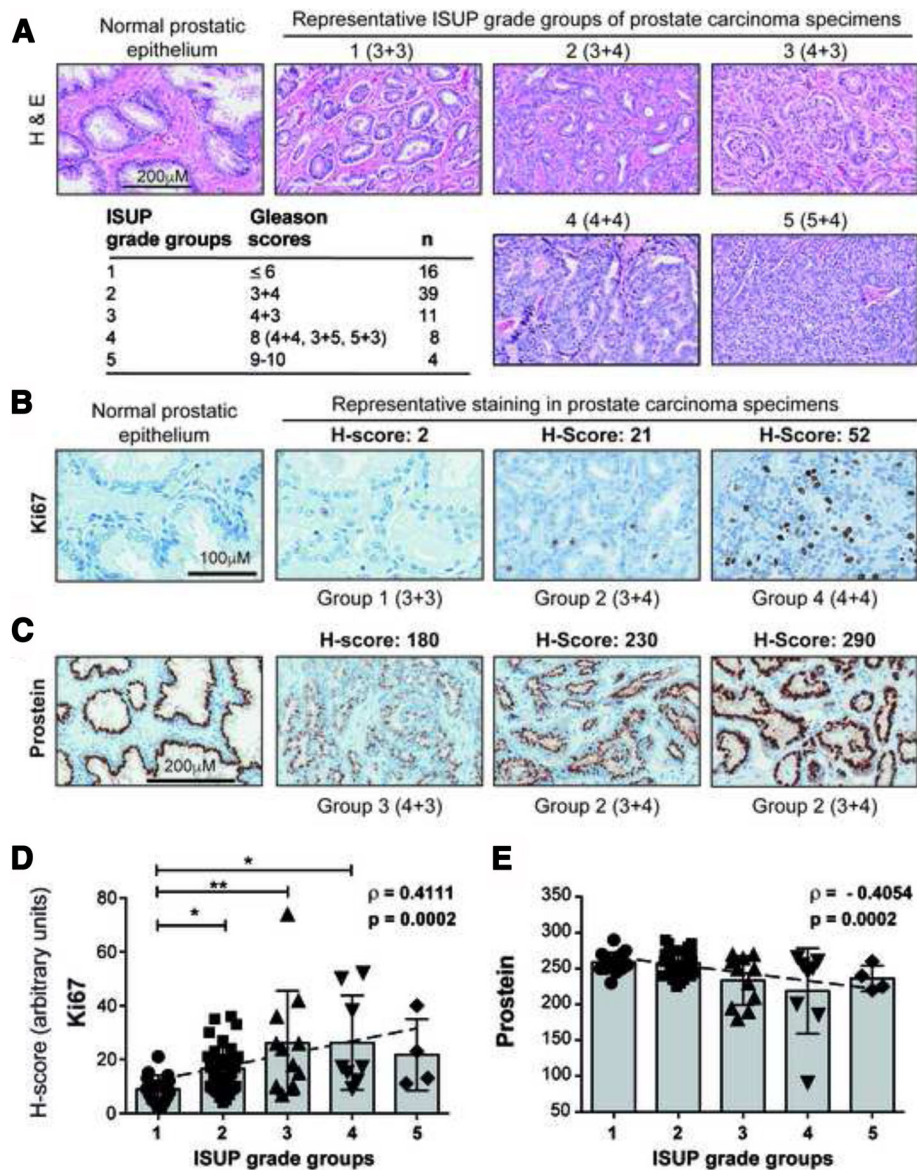 A
Normal prostatic
epithelium
Representative ISUP grade groups of prostate carcinoma specimens
1 (3+3)
2 (3+4)
3 (4+3)
H & E
200µM
ISUP
grade groups
Gleason
scores
n
1 ≤ 6 16
2 3+4 39
3 4+3 11
4 8 (4+4, 3+5, 5+3) 8
5 9-10 4
4 (4+4)
5 (5+4)
B
Normal prostatic
epithelium
Representative staining in prostate carcinoma specimens
H-score: 2
H-Score: 21
H-Score: 52
Ki67
100µM
Group 1 (3+3)
Group 2 (3+4)
Group 4 (4+4)
C
H-score: 180
H-Score: 230
H-Score: 290
Prostein
200µM
Group 3 (4+3)
Group 2 (3+4)
Group 2 (3+4)
D
H-score (arbitrary units)
Ki67
80
60
40
20
0
*
**
*
ρ = 0.4111
p = 0.0002
1 2 3 4 5
ISUP grade groups
E
Prostein
350
300
250
200
150
100
50
ρ = - 0.4054
p = 0.0002
1 2 3 4 5
ISUP grade groups